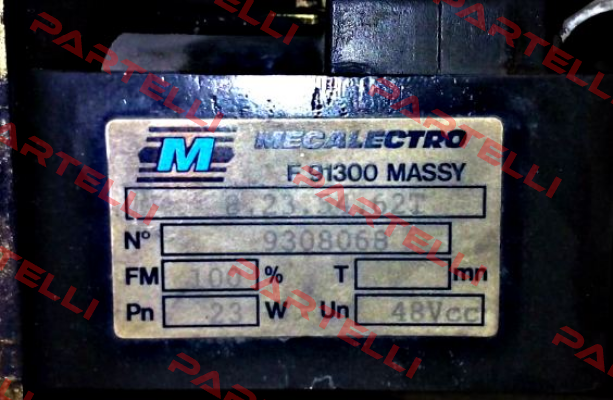 PARTELLI
M MECALECTRO
F 91300 MASSY
N° 9308068
FM 100 % T mn
Pn 23 W Un 48Vcc